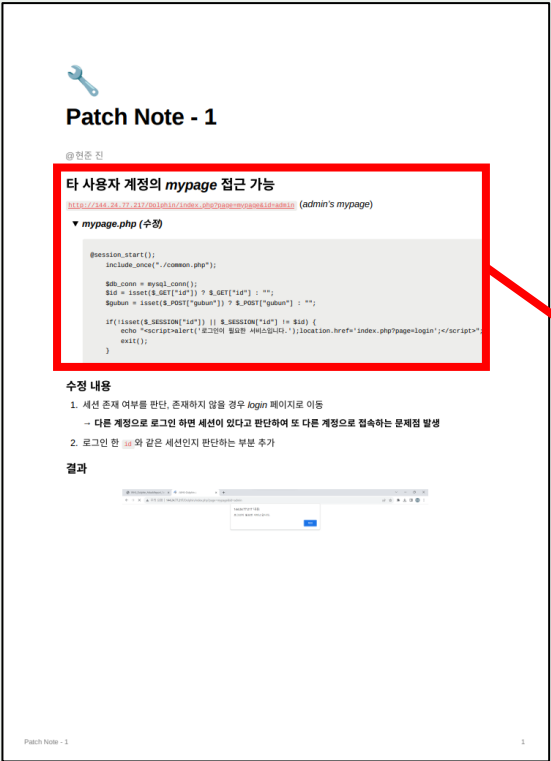 Patch Note - 1
@현준 진
타 사용자 계정의 mypage 접근 가능
http://144.24.77.217/Dolphin/index.php?page=mypage&id=admin (admin's mypage)
▼ mypage.php (수정)
@session_start();
include_once("./common.php");
$db_conn = mysql_conn();
$id = isset($_GET["id"]) ? $_GET["id"] : "";
$gubun = isset($_POST["gubun"]) ? $_POST["gubun"] : "";
if(!isset($_SESSION["id"]) || $_SESSION["id"] != $id) {
echo "<script>alert('로그인이 필요한 서비스입니다.');location.href='index.php?page=login';</script>";
exit();
}
수정 내용
1. 세션 존재 여부를 판단, 존재하지 않을 경우 login 페이지로 이동
→ 다른 계정으로 로그인 하면 세션이 있다고 판단하여 또 다른 계정으로 접속하는 문제점 발생
2. 로그인 한 id 와 같은 세션인지 판단하는 부분 추가
결과
Patch Note - 1
1